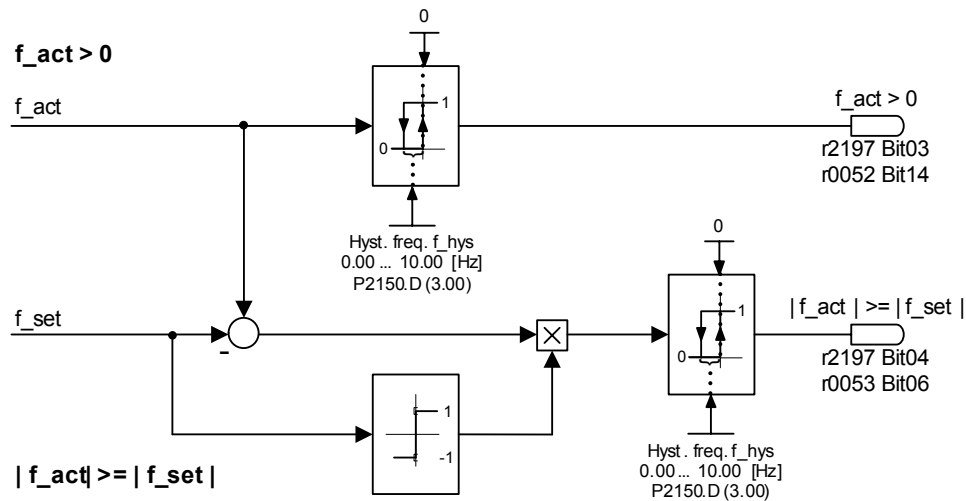 0
f_act > 0
f_act
1
0
f_act > 0
r2197 Bit03
r0052 Bit14
Hyst. freq. f_hys
0.00 ... 10.00 [Hz]
P2150.D (3.00)
0
f_set
-
1
0
| f_act | >= | f_set |
r2197 Bit04
r0053 Bit06
1
-1
Hyst. freq. f_hys
0.00 ... 10.00 [Hz]
P2150.D (3.00)
| f_act| >= | f_set |